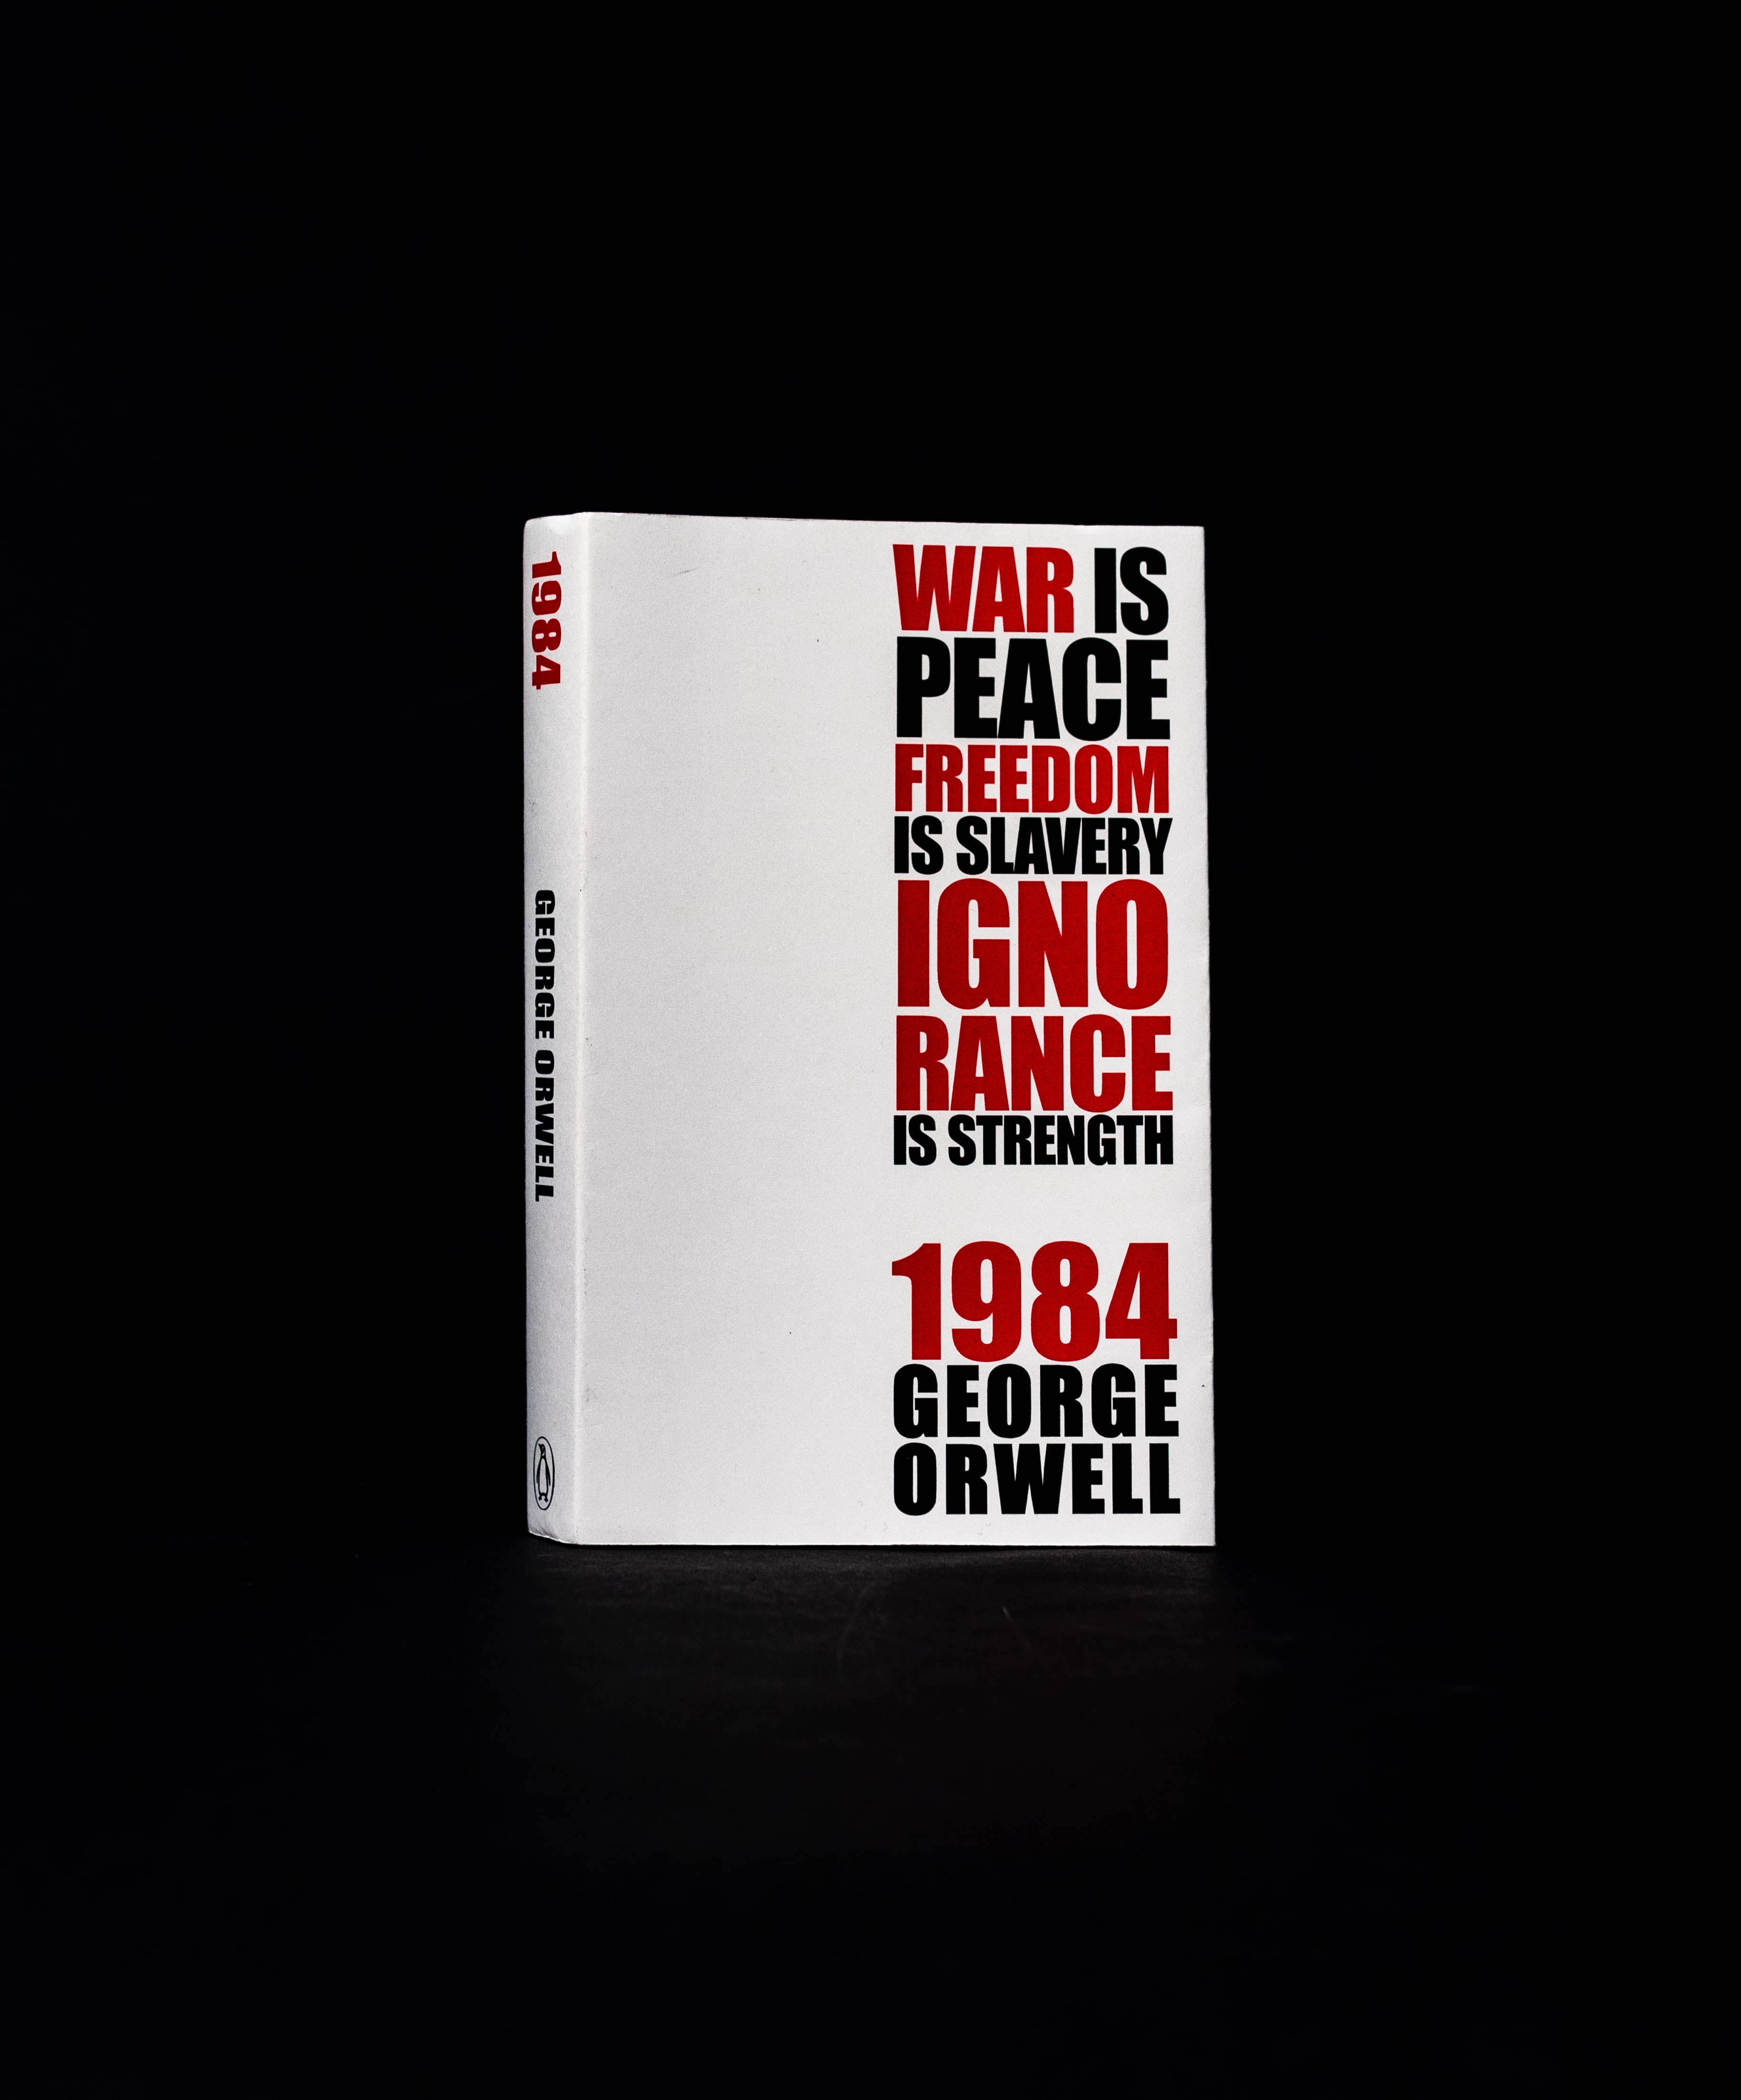 1984
GEORGE ORWELL
WAR IS
PEACE
FREEDOM
IS SLAVERY
IGNO
RANCE
IS STRENGTH
1984
GEORGE
ORWELL